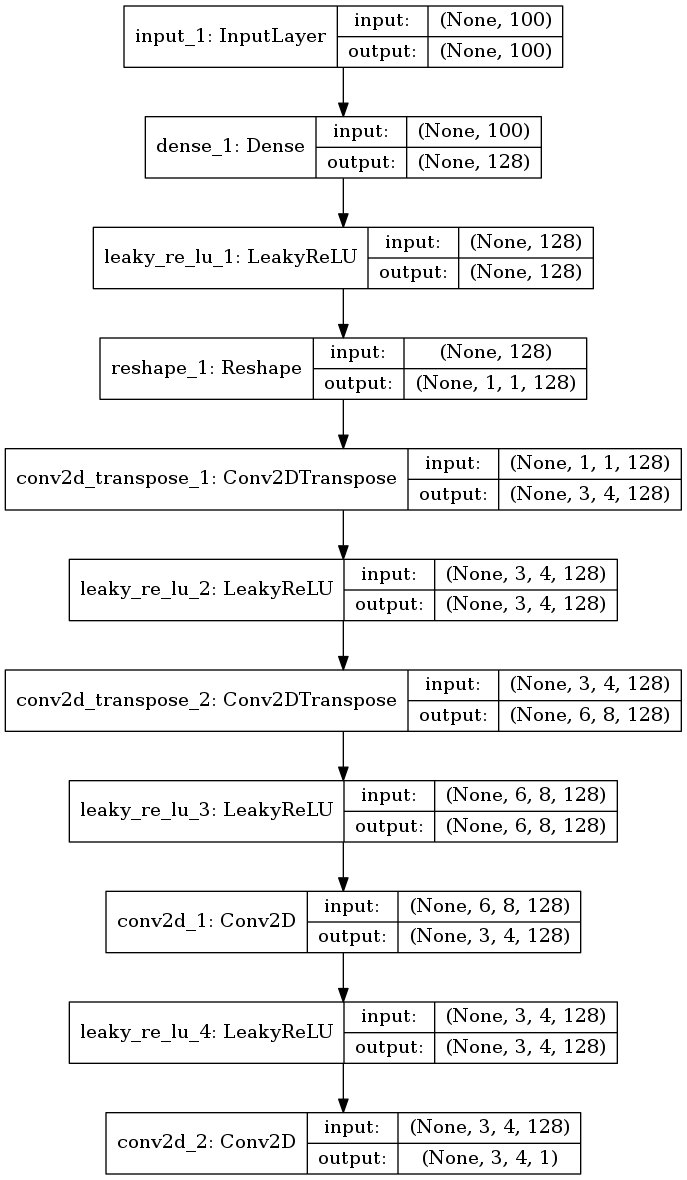 input_1: InputLayer
input: (None, 100)
output: (None, 100)
dense_1: Dense
input: (None, 100)
output: (None, 128)
leaky_re_lu_1: LeakyReLU
input: (None, 128)
output: (None, 128)
reshape_1: Reshape
input: (None, 128)
output: (None, 1, 1, 128)
conv2d_transpose_1: Conv2DTranspose
input: (None, 1, 1, 128)
output: (None, 3, 4, 128)
leaky_re_lu_2: LeakyReLU
input: (None, 3, 4, 128)
output: (None, 3, 4, 128)
conv2d_transpose_2: Conv2DTranspose
input: (None, 3, 4, 128)
output: (None, 6, 8, 128)
leaky_re_lu_3: LeakyReLU
input: (None, 6, 8, 128)
output: (None, 6, 8, 128)
conv2d_1: Conv2D
input: (None, 6, 8, 128)
output: (None, 3, 4, 128)
leaky_re_lu_4: LeakyReLU
input: (None, 3, 4, 128)
output: (None, 3, 4, 128)
conv2d_2: Conv2D
input: (None, 3, 4, 128)
output: (None, 3, 4, 1)